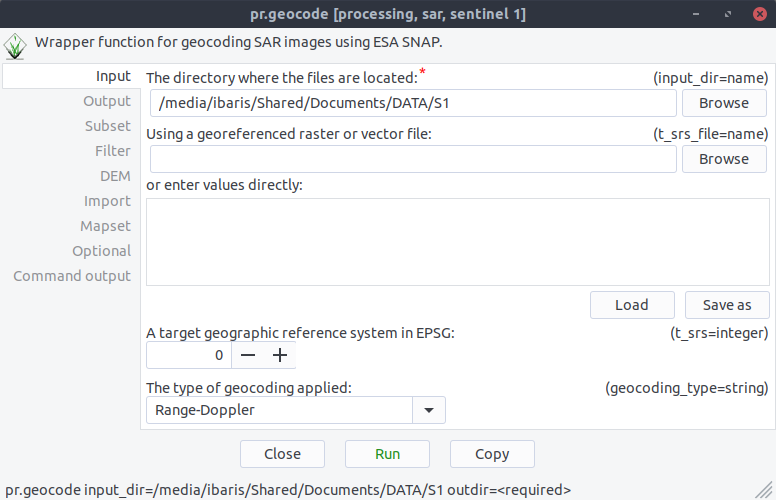 pr.geocode [processing, sar, sentinel 1]
Wrapper function for geocoding SAR images using ESA SNAP.
Input
Output
Subset
Filter
DEM
Import
Mapset
Optional
Command output
The directory where the files are located:* (input_dir=name)
/media/ibaris/Shared/Documents/DATA/S1 Browse
Using a georeferenced raster or vector file: (t_srs_file=name)
Browse
or enter values directly:
Load Save as
A target geographic reference system in EPSG: (t_srs=integer)
0
The type of geocoding applied: (geocoding_type=string)
Range-Doppler
Close Run Copy
pr.geocode input_dir=/media/ibaris/Shared/Documents/DATA/S1 outdir=<required>